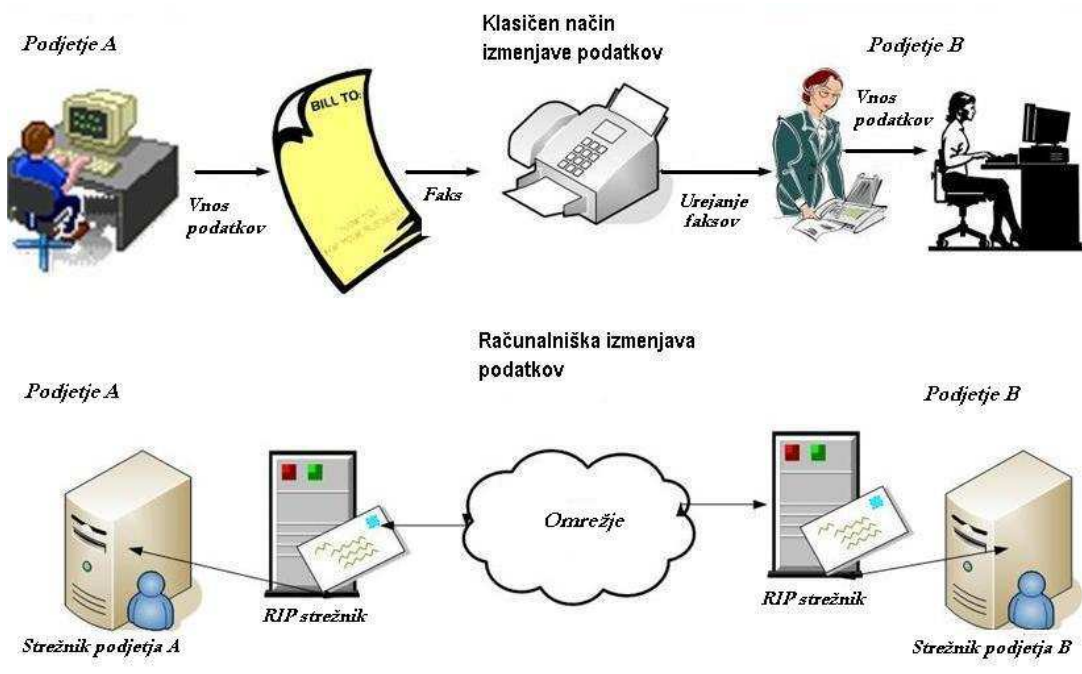 Klasičen način
izmenjave podatkov
Podjetje A
Podjetje B
BILL TO:
Vnos
podatkov
Faks
Urejanje
faksov
Vnos
podatkov
Računalniška izmenjava
podatkov
Podjetje A
Podjetje B
Omrežje
RIP strežnik
RIP strežnik
Strežnik podjetja A
Strežnik podjetja B